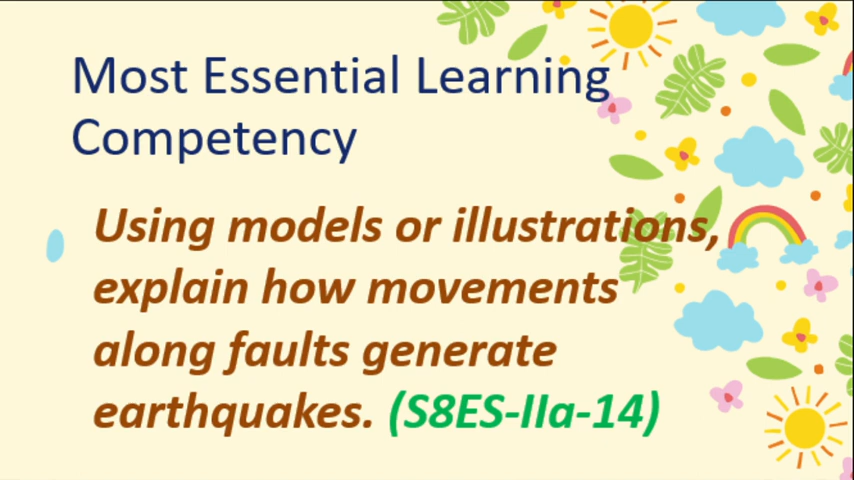 Most Essential Learning
Competency
Using models or illustrations,
explain how movements
along faults generate
earthquakes. (S8ES-IIa-14)